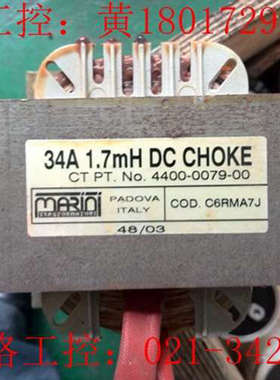 工控：黄1801729
34A 1.7mH DC CHOKE
CT PT. No. 4400-0079-00
MARINI
TRASFORMATORI
PADOVA
ITALY
COD. C6RMA7J
48/03
路工控：021-342